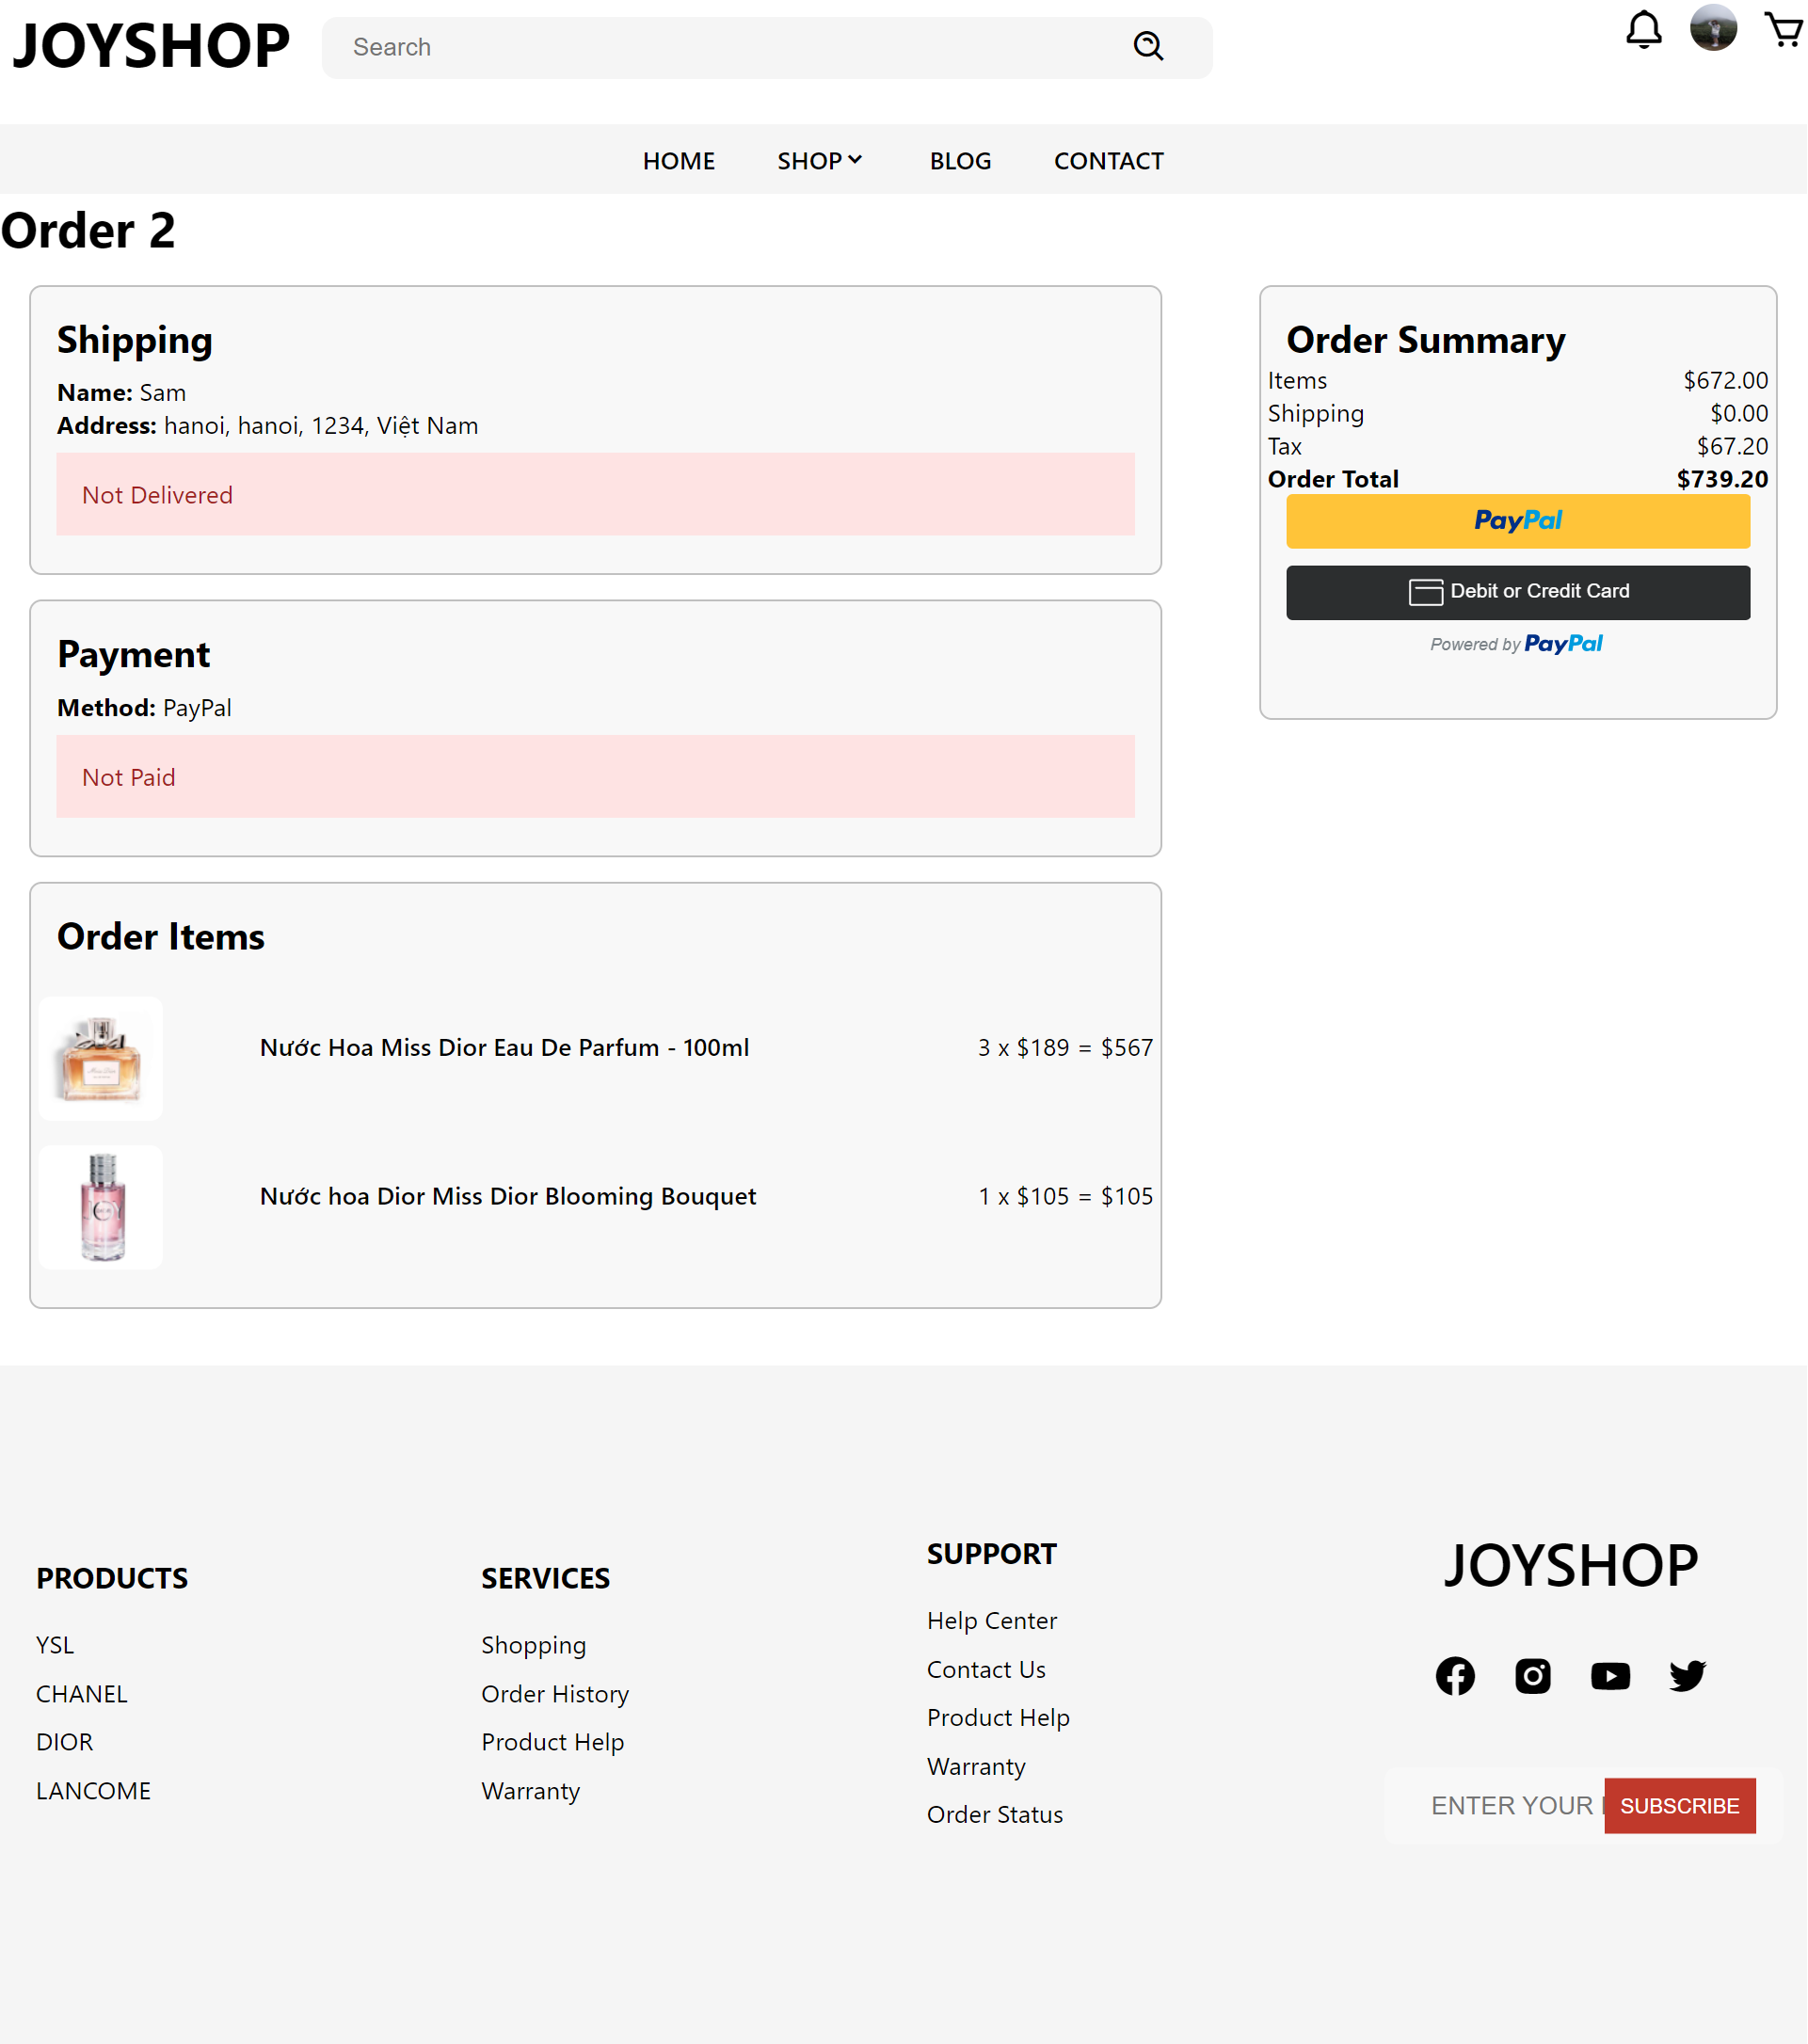 JOYSHOP
Search
HOME SHOP BLOG CONTACT
Order 2
Shipping
Name: Sam
Address: hanoi, hanoi, 1234, Việt Nam
Not Delivered
Payment
Method: PayPal
Not Paid
Order Items
Nước Hoa Miss Dior Eau De Parfum - 100ml 3 x $189 = $567
Nước hoa Dior Miss Dior Blooming Bouquet 1 x $105 = $105
Order Summary
Items $672.00
Shipping $0.00
Tax $67.20
Order Total $739.20
PayPal
Debit or Credit Card
Powered by PayPal
PRODUCTS
YSL
CHANEL
DIOR
LANCOME
SERVICES
Shopping
Order History
Product Help
Warranty
SUPPORT
Help Center
Contact Us
Product Help
Warranty
Order Status
JOYSHOP
ENTER YOUR
SUBSCRIBE